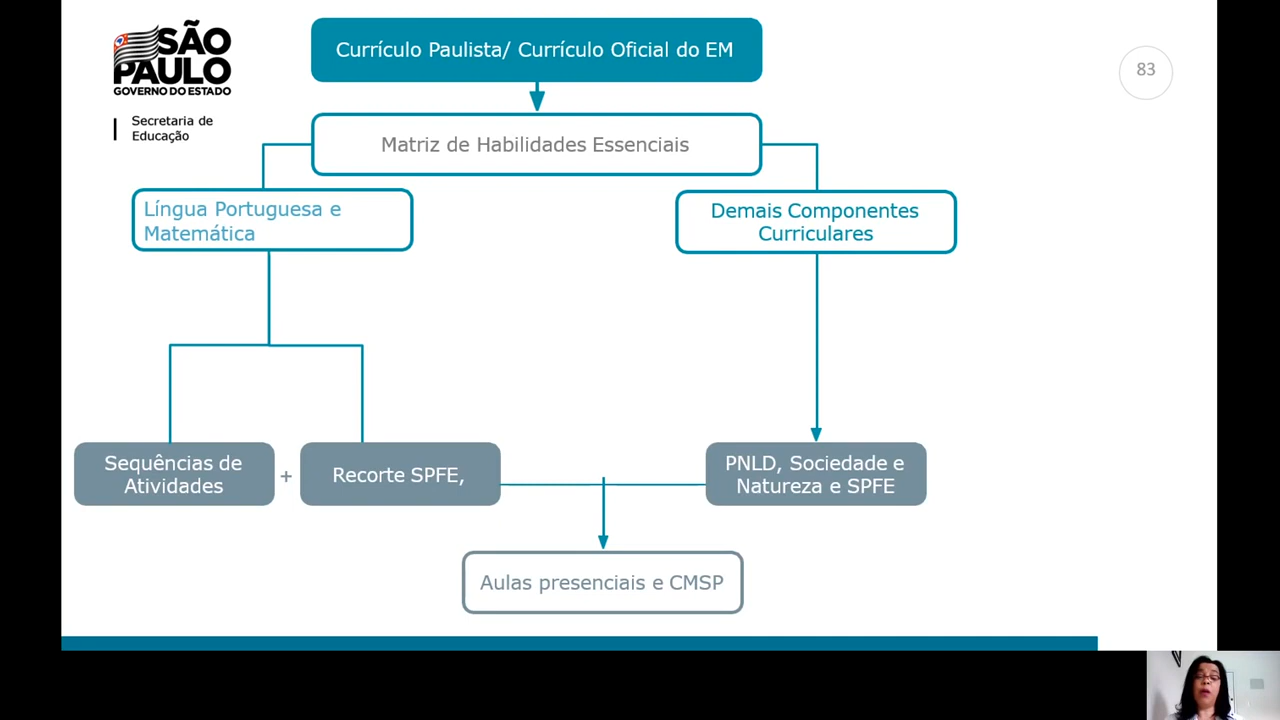 SÃO
PAULO
GOVERNO DO ESTADO
Secretaria de
Educação
Currículo Paulista/ Currículo Oficial do EM
83
Matriz de Habilidades Essenciais
Língua Portuguesa e
Matemática
Demais Componentes
Curriculares
Sequências de
Atividades
+
Recorte SPFE,
PNLD, Sociedade e
Natureza e SPFE
Aulas presenciais e CMSP